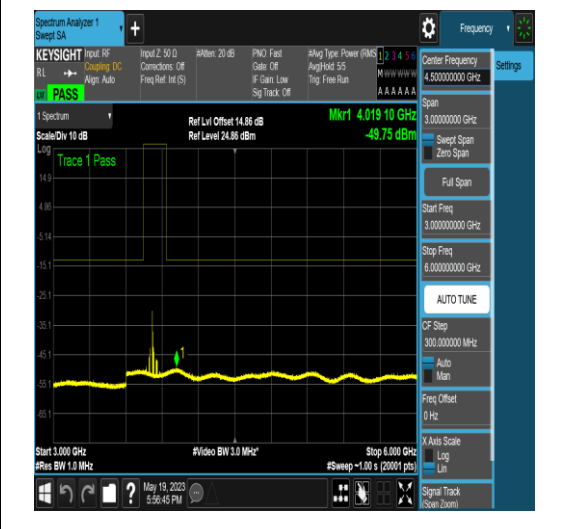 Spectrum Analyzer 1
Swept SA
+
Frequency
Settings
KEYSIGHT
RL
PASS
Input: RF
Coupling: DC
Align: Auto
Input Z: 50 Ω
Corrections: Off
Freq Ref: Int (S)
#Atten: 20 dB
PNO: Fast
Gate: Off
IF Gain: Low
Sig Track: Off
#Avg Type: Power (RMS
Avg|Hold: 5/5
Trig: Free Run
1 2 3 4 5 6
M w w w w w
A A A A A A
1 Spectrum
Scale/Div 10 dB
Ref Lvl Offset 14.86 dB
Ref Level 24.86 dBm
Mkr1 4.019 10 GHz
-49.75 dBm
Log
Trace 1 Pass
14.9
4.86
-5.14
-15.1
-25.1
-35.1
-45.1
-55.1
-65.1
1
Start 3.000 GHz
#Res BW 1.0 MHz
#Video BW 3.0 MHz*
Stop 6.000 GHz
#Sweep ~1.00 s (20001 pts)
Center Frequency
4.500000000 GHz
Span
3.00000000 GHz
Swept Span
Zero Span
Full Span
Start Freq
3.000000000 GHz
Stop Freq
6.000000000 GHz
AUTO TUNE
CF Step
300.000000 MHz
Auto
Man
Freq Offset
0 Hz
X Axis Scale
Log
Lin
Signal Track
(Span Zoom)
?
May 19, 2023
5:56:45 PM